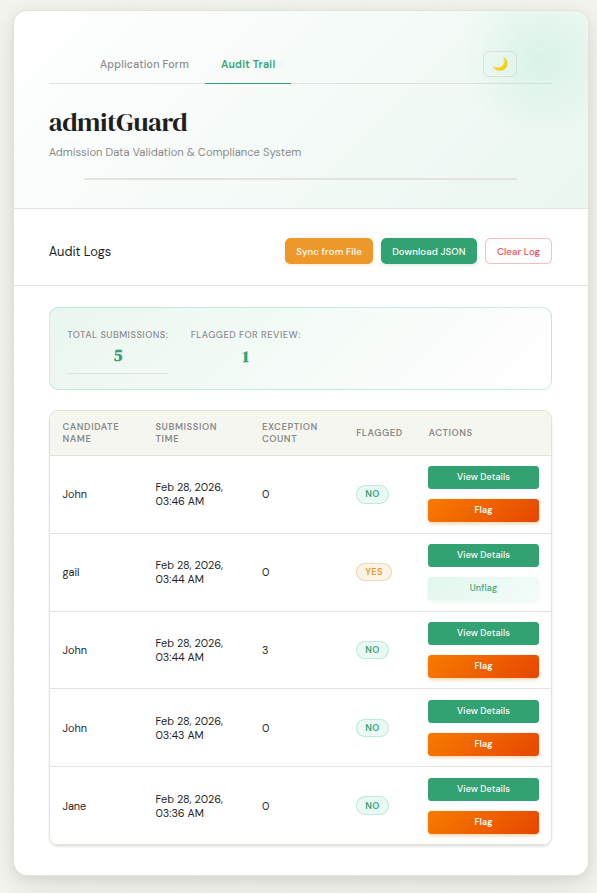 Application Form
Audit Trail
admitGuard
Admission Data Validation & Compliance System
Audit Logs
Sync from File
Download JSON
Clear Log
TOTAL SUBMISSIONS:
5
FLAGGED FOR REVIEW:
1
CANDIDATE NAME
SUBMISSION TIME
EXCEPTION COUNT
FLAGGED
ACTIONS
John
Feb 28, 2026,
03:46 AM
0
NO
View Details
Flag
gail
Feb 28, 2026,
03:44 AM
0
YES
View Details
Unflag
John
Feb 28, 2026,
03:44 AM
3
NO
View Details
Flag
John
Feb 28, 2026,
03:43 AM
0
NO
View Details
Flag
Jane
Feb 28, 2026,
03:36 AM
0
NO
View Details
Flag